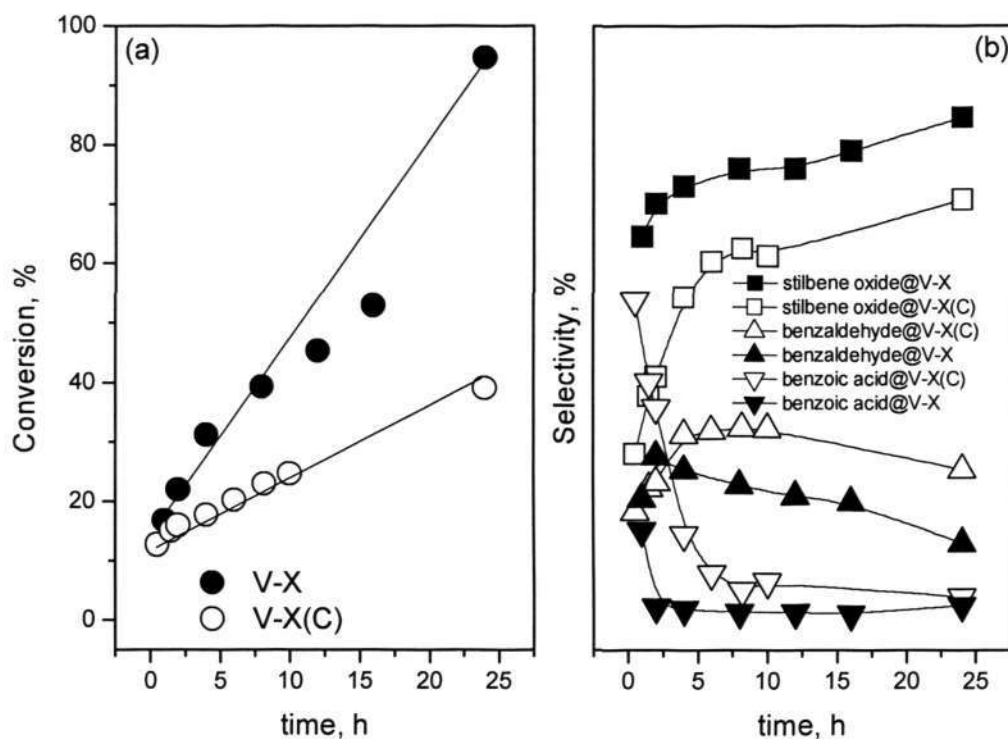 (a)
Conversion, %
100
80
60
40
20
0
V-X
V-X(C)
0 5 10 15 20 25
time, h
(b)
Selectivity, %
stilbene oxide@V-X
stilbene oxide@V-X(C)
benzaldehyde@V-X(C)
benzaldehyde@V-X
benzoic acid@V-X(C)
benzoic acid@V-X
0 5 10 15 20 25
time, h